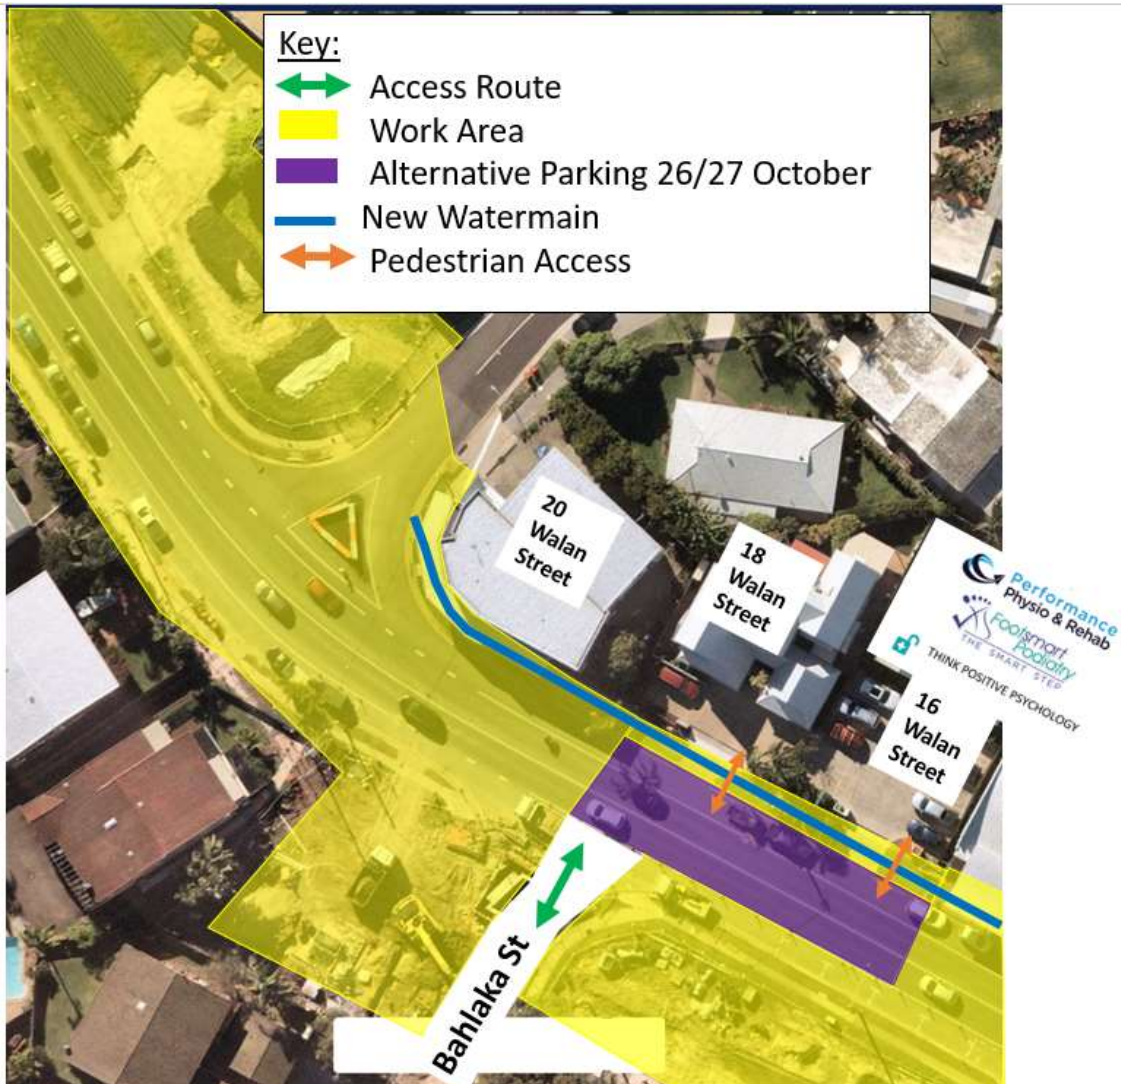 Key:
Access Route
Work Area
Alternative Parking 26/27 October
New Watermain
Pedestrian Access
20
Walan
Street
18
Walan
Street
Performance
Physio & Rehab
Footsmart
Podiatry
THE SMART STEP
THINK POSITIVE PSYCHOLOGY
16
Walan
Street
Bahlaka St